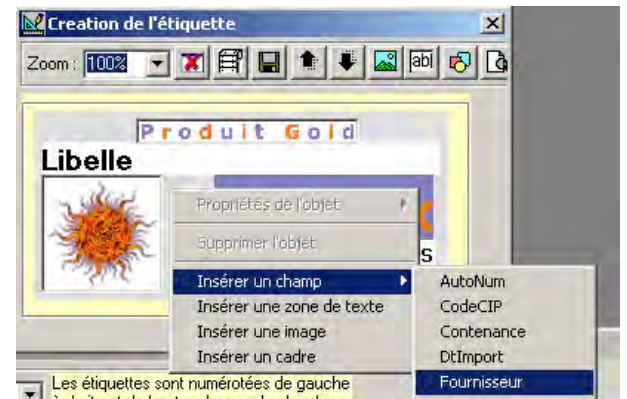 Creation de l'étiquette
Zoom : 100%
abl
Produit Gold
Libelle
Propriétés de l'objet
Supprimer l'objet
S
Insérer un champ
AutoNum
Insérer une zone de texte
CodeCIP
Insérer une image
Contenance
Insérer un cadre
DtImport
Les étiquettes sont numérotées de gauche
Fournisseur